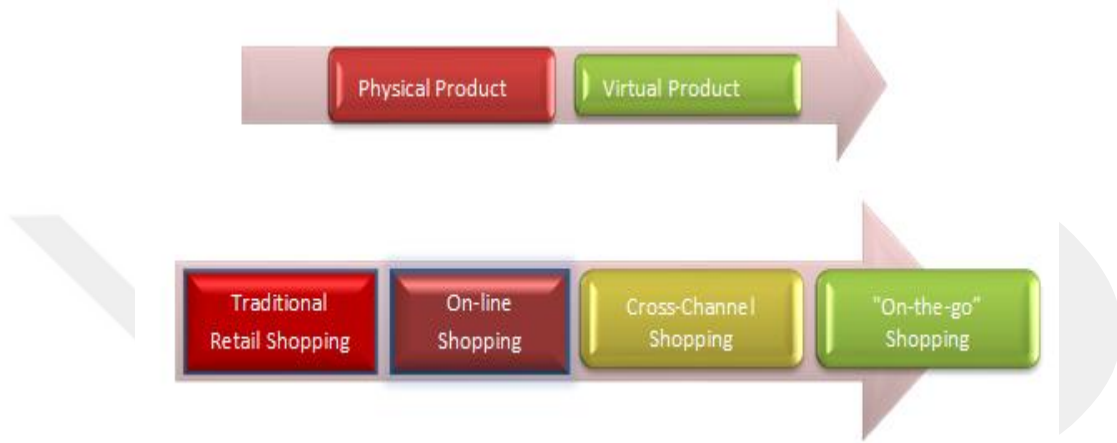 Physical Product
Virtual Product
Traditional
Retail Shopping
On-line
Shopping
Cross-Channel
Shopping
"On-the-go”
Shopping